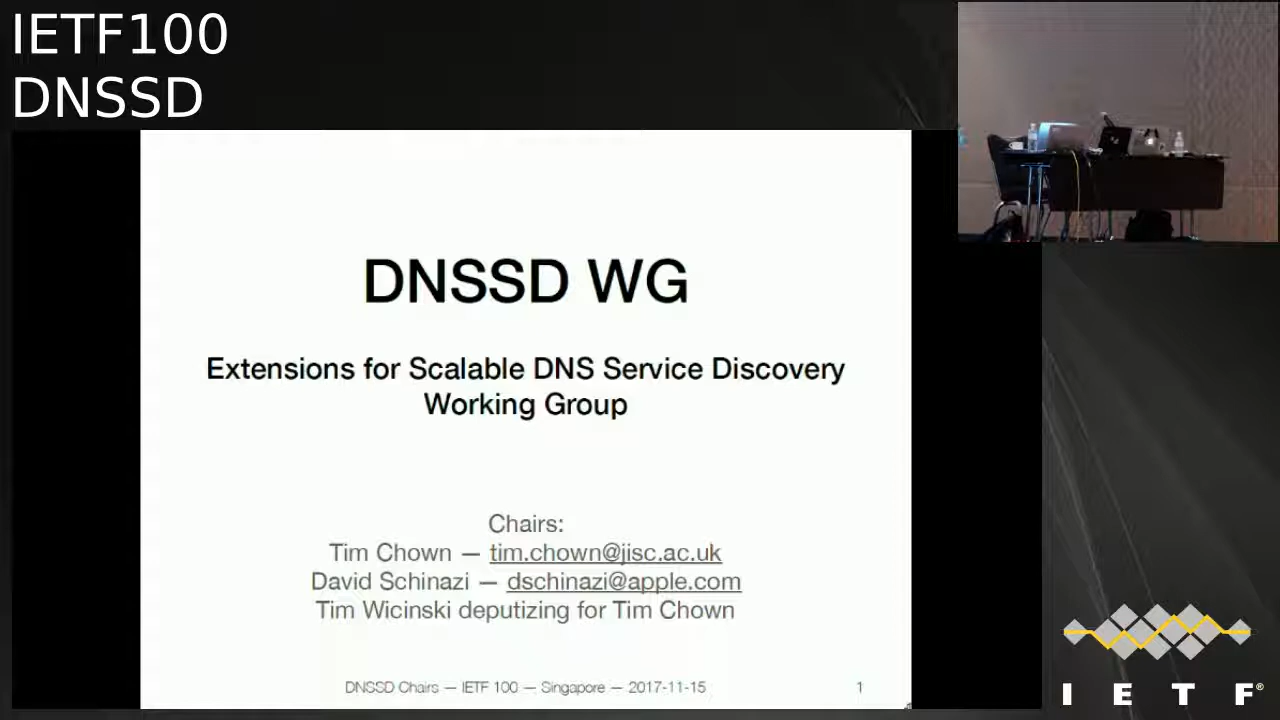 IETF100
DNSSD
DNSSD WG
Extensions for Scalable DNS Service Discovery
Working Group
Chairs:
Tim Chown — tim.chown@jisc.ac.uk
David Schinazi — dschinazi@apple.com
Tim Wicinski deputizing for Tim Chown
DNSSD Chairs — IETF 100 — Singapore — 2017-11-15
1
I E T F®